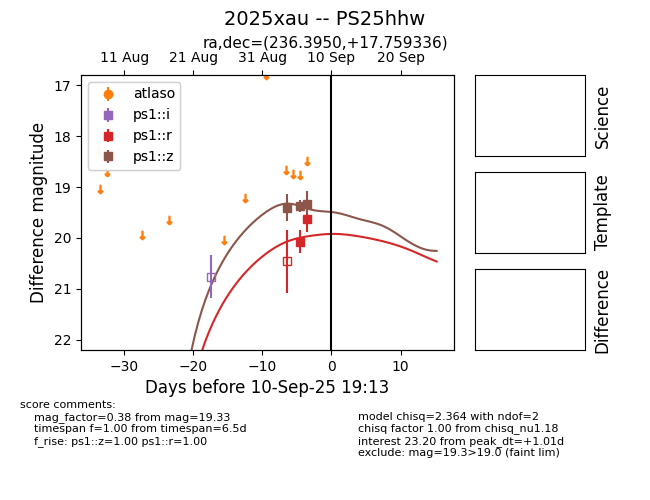 2025xau -- PS25hhw
ra,dec=(236.3950,+17.759336)
11 Aug 21 Aug 31 Aug 10 Sep 20 Sep
17
18
19
20
21
22
Difference magnitude
atlaso
ps1::i
ps1::r
ps1::z
−30 −20 −10 0 10
Days before 10-Sep-25 19:13
Science
Template
Difference
score comments:
mag_factor=0.38 from mag=19.33
timespan f=1.00 from timespan=6.5d
f_rise: ps1::z=1.00 ps1::r=1.00
model chisq=2.364 with ndof=2
chisq factor 1.00 from chisq_nu1.18
interest 23.20 from peak_dt=+1.01d
exclude: mag=19.3>19.0 (faint lim)